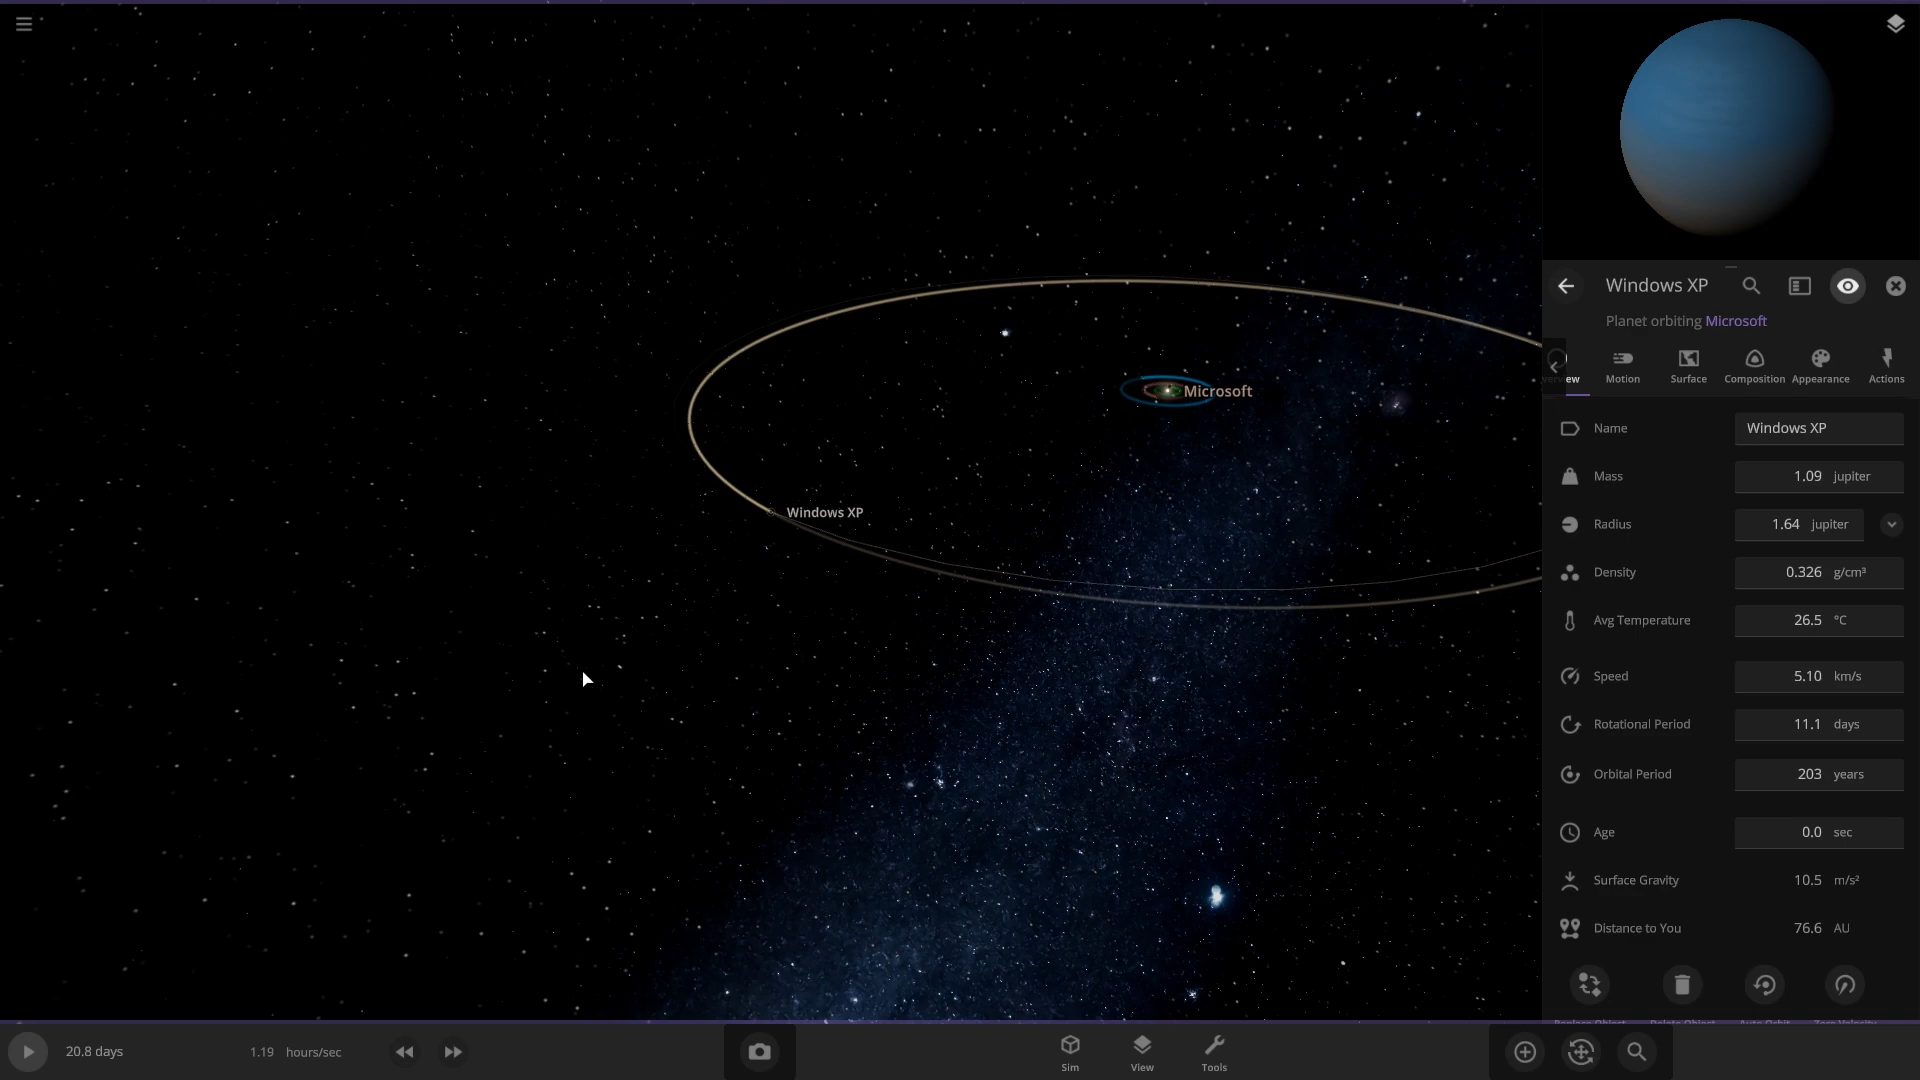 Microsoft
Windows XP
Windows XP
Planet orbiting Microsoft
Motion
Surface
Composition
Appearance
Actions
Name Windows XP
Mass 1.09 jupiter
Radius 1.64 jupiter
Density 0.326 g/cm³
Avg Temperature 26.5 °C
Speed 5.10 km/s
Rotational Period 11.1 days
Orbital Period 203 years
Age 0.0 sec
Surface Gravity 10.5 m/s²
Distance to You 76.6 AU
20.8 days
1.19 hours/sec
Sim
View
Tools